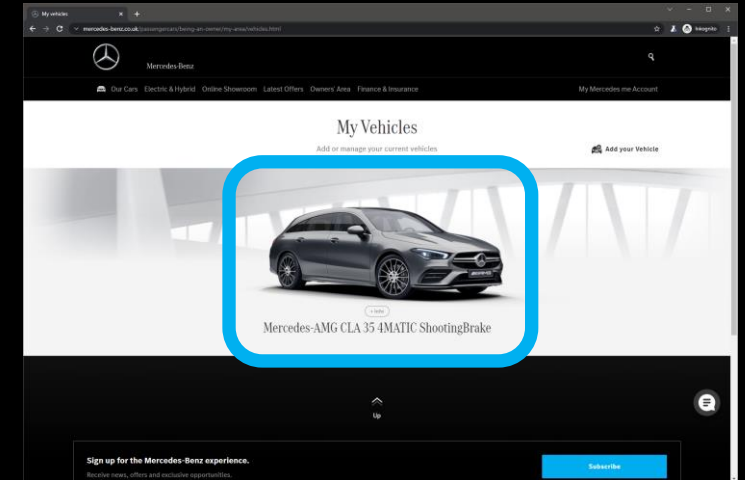 My vehicles
mercedes-benz.co.uk/passengercars/being-an-owner/my-area/vehicles.html
Incognito
Mercedes-Benz
Our Cars Electric & Hybrid Online Showroom Latest Offers Owners' Area Finance & Insurance My Mercedes me Account
My Vehicles
Add or manage your current vehicles
Add your Vehicle
+ Info
Mercedes-AMG CLA 35 4MATIC ShootingBrake
Up
Sign up for the Mercedes-Benz experience.
Receive news, offers and exclusive opportunities.
Subscribe